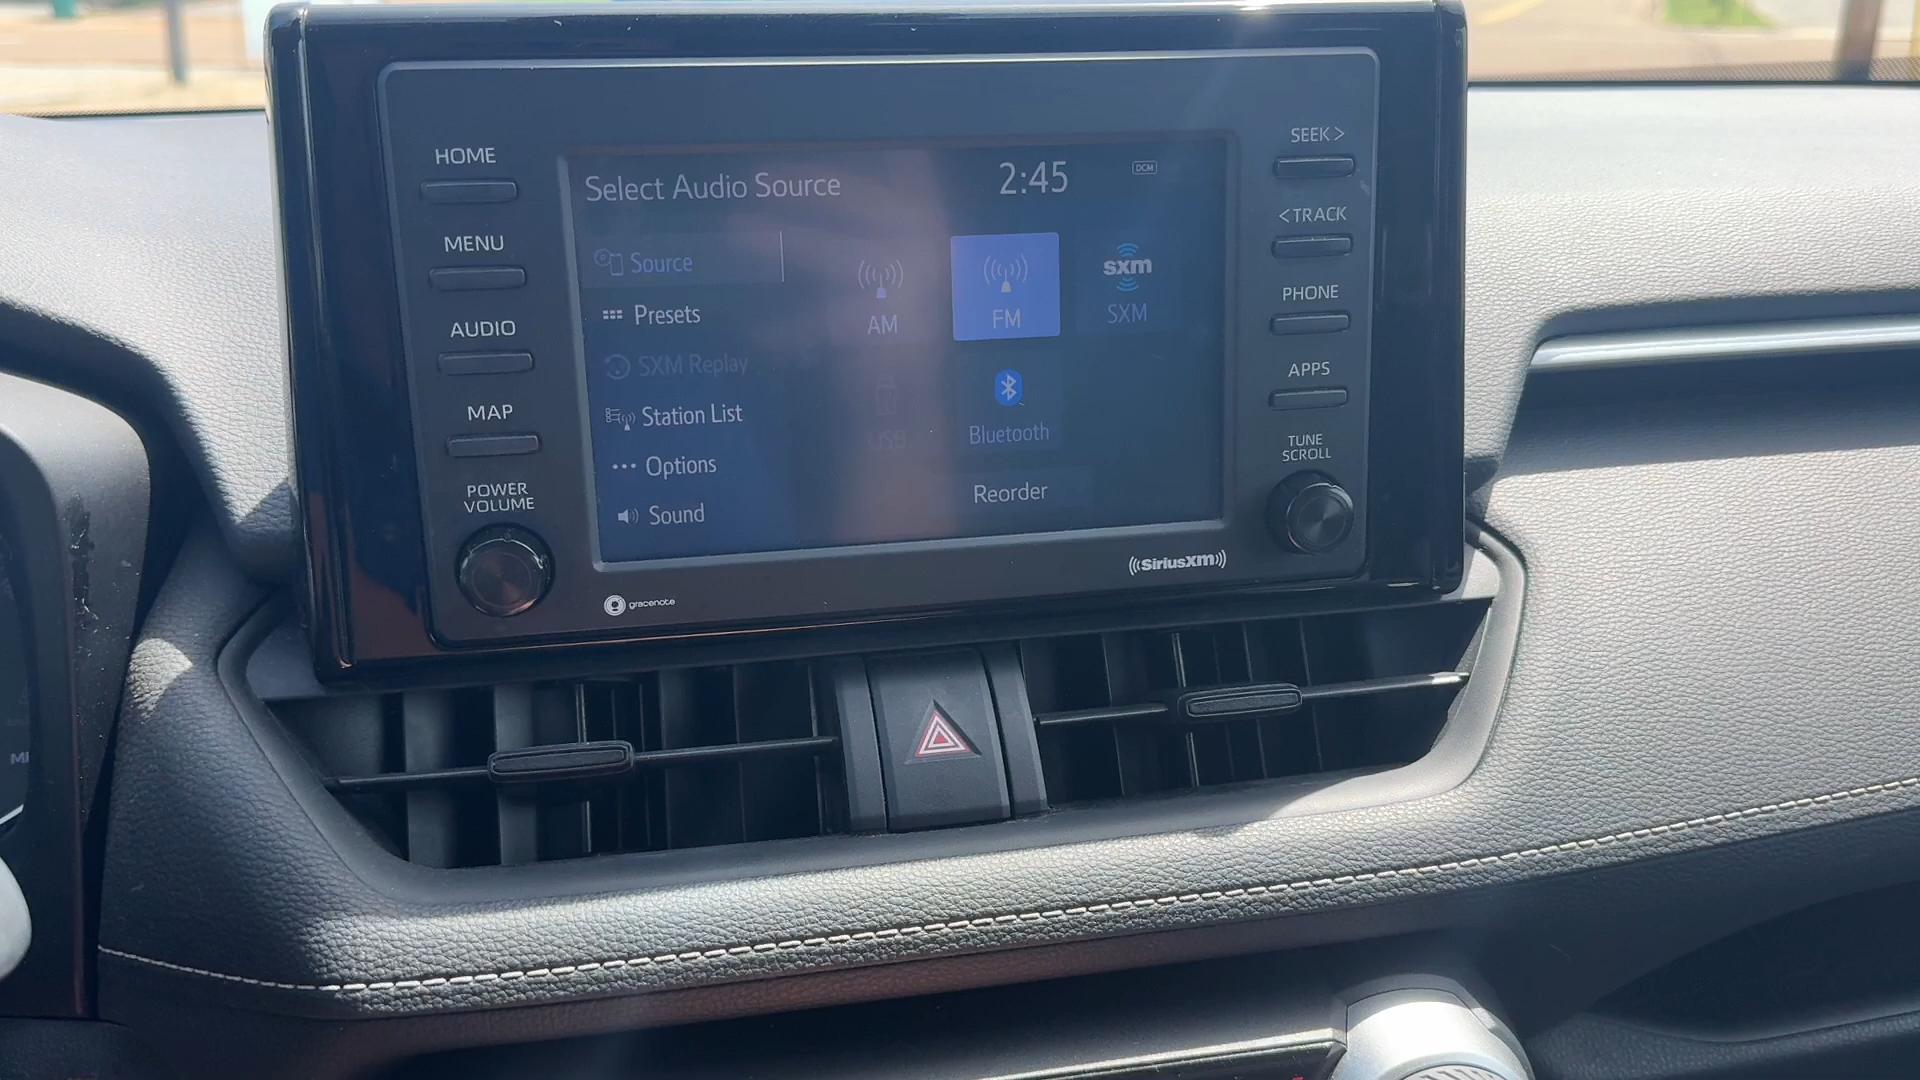 HOME
MENU
AUDIO
MAP
POWER
VOLUME
Select Audio Source
2:45
DCM
Source
Presets
SXM Replay
Station List
Options
Sound
AM
FM
sxm
SXM
USB
Bluetooth
Reorder
SEEK >
< TRACK
PHONE
APPS
TUNE
SCROLL
gracenote
((SiriusXM))